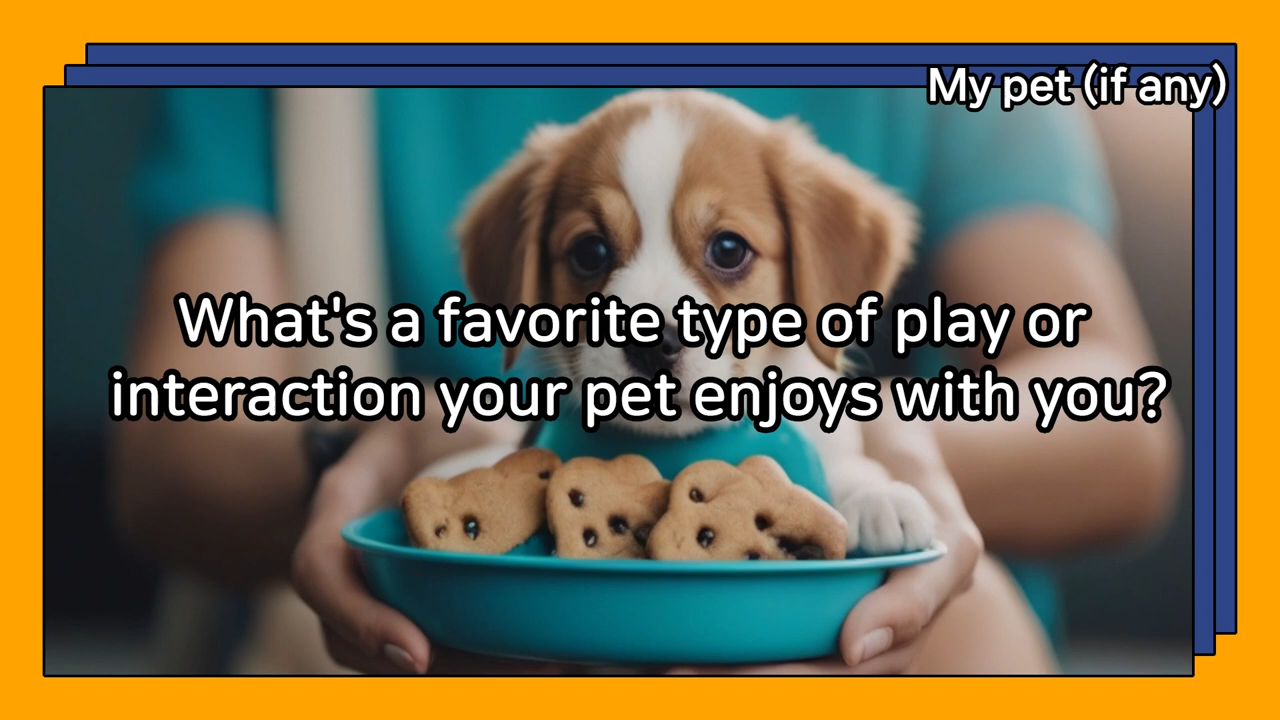 My pet (if any)
What's a favorite type of play or
interaction your pet enjoys with you?